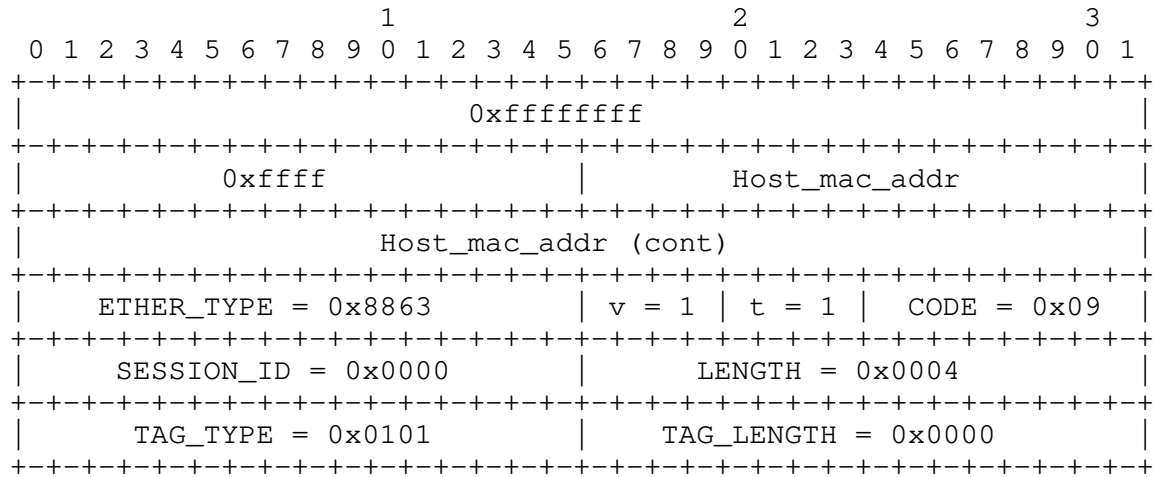 1                   2                   3
 0 1 2 3 4 5 6 7 8 9 0 1 2 3 4 5 6 7 8 9 0 1 2 3 4 5 6 7 8 9 0 1
+-+-+-+-+-+-+-+-+-+-+-+-+-+-+-+-+-+-+-+-+-+-+-+-+-+-+-+-+-+-+-+-+
|                         0xffffffff                            |
+-+-+-+-+-+-+-+-+-+-+-+-+-+-+-+-+-+-+-+-+-+-+-+-+-+-+-+-+-+-+-+-+
|           0xffff              |        Host_mac_addr          |
+-+-+-+-+-+-+-+-+-+-+-+-+-+-+-+-+-+-+-+-+-+-+-+-+-+-+-+-+-+-+-+-+
|                    Host_mac_addr (cont)                       |
+-+-+-+-+-+-+-+-+-+-+-+-+-+-+-+-+-+-+-+-+-+-+-+-+-+-+-+-+-+-+-+-+
|    ETHER_TYPE = 0x8863        | v = 1 | t = 1 |  CODE = 0x09  |
+-+-+-+-+-+-+-+-+-+-+-+-+-+-+-+-+-+-+-+-+-+-+-+-+-+-+-+-+-+-+-+-+
|     SESSION_ID = 0x0000       |      LENGTH = 0x0004          |
+-+-+-+-+-+-+-+-+-+-+-+-+-+-+-+-+-+-+-+-+-+-+-+-+-+-+-+-+-+-+-+-+
|      TAG_TYPE = 0x0101        |    TAG_LENGTH = 0x0000        |
+-+-+-+-+-+-+-+-+-+-+-+-+-+-+-+-+-+-+-+-+-+-+-+-+-+-+-+-+-+-+-+-+